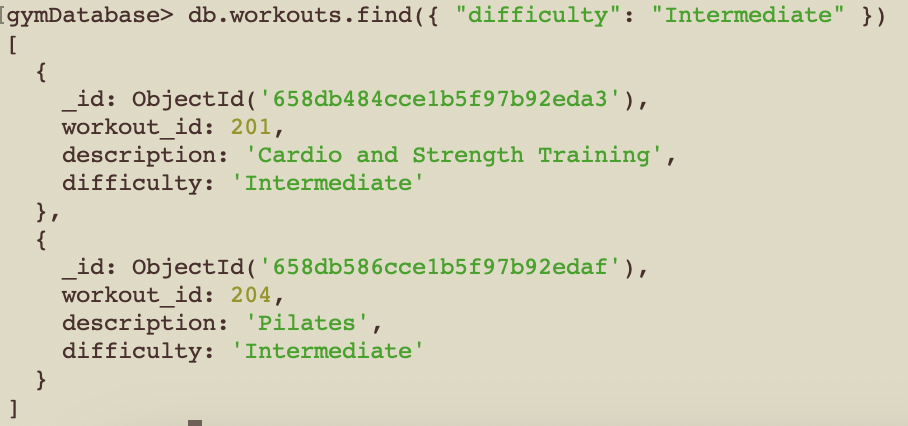 gymDatabase> db.workouts.find({ "difficulty": "Intermediate" })
[
  {
    _id: ObjectId('658db484cce1b5f97b92eda3'),
    workout_id: 201,
    description: 'Cardio and Strength Training',
    difficulty: 'Intermediate'
  },
  {
    _id: ObjectId('658db586cce1b5f97b92edaf'),
    workout_id: 204,
    description: 'Pilates',
    difficulty: 'Intermediate'
  }
]